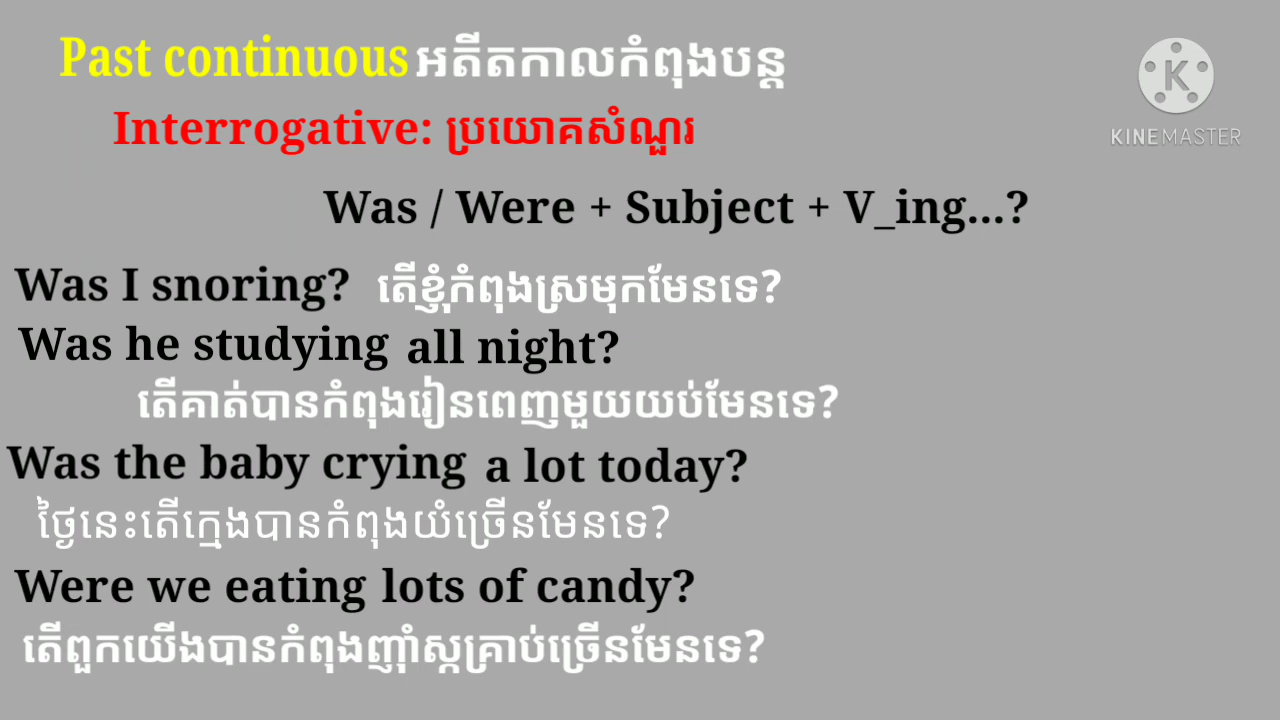 Past continuous អតីតកាលកំពុងបន្ត
Interrogative: ប្រយោគសំណួរ
KINEMASTER
Was / Were + Subject + V_ing...?
Was I snoring? តើខ្ញុំកំពុងស្រមុកមែនទេ?
Was he studying all night?
តើគាត់បានកំពុងរៀនពេញមួយយប់មែនទេ?
Was the baby crying a lot today?
ថ្ងៃនេះតើក្មេងបានកំពុងយំច្រើនមែនទេ?
Were we eating lots of candy?
តើពួកយើងបានកំពុងញ៉ាំស្ករគ្រាប់ច្រើនមែនទេ?